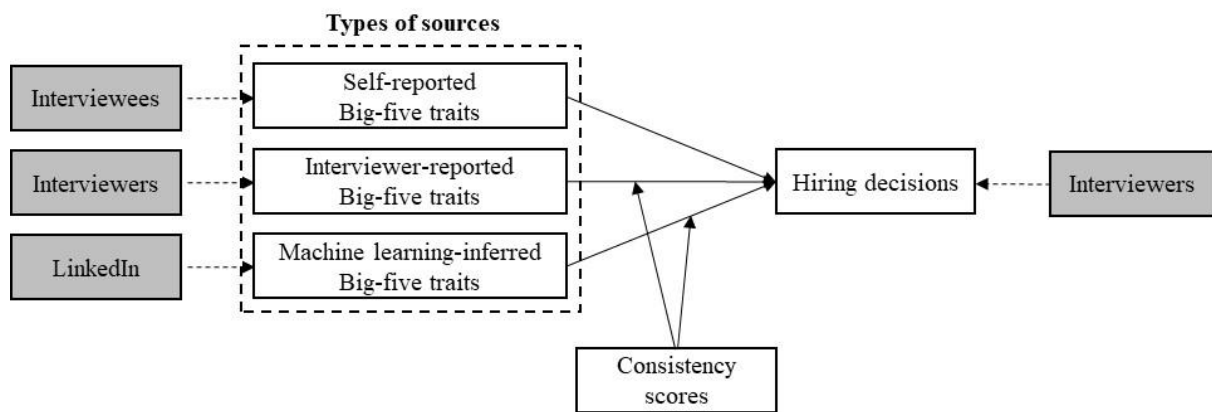 Types of sources
Interviewees
Self-reported
Big-five traits
Interviewers
Interviewer-reported
Big-five traits
Hiring decisions
Interviewers
LinkedIn
Machine learning-inferred
Big-five traits
Consistency
scores